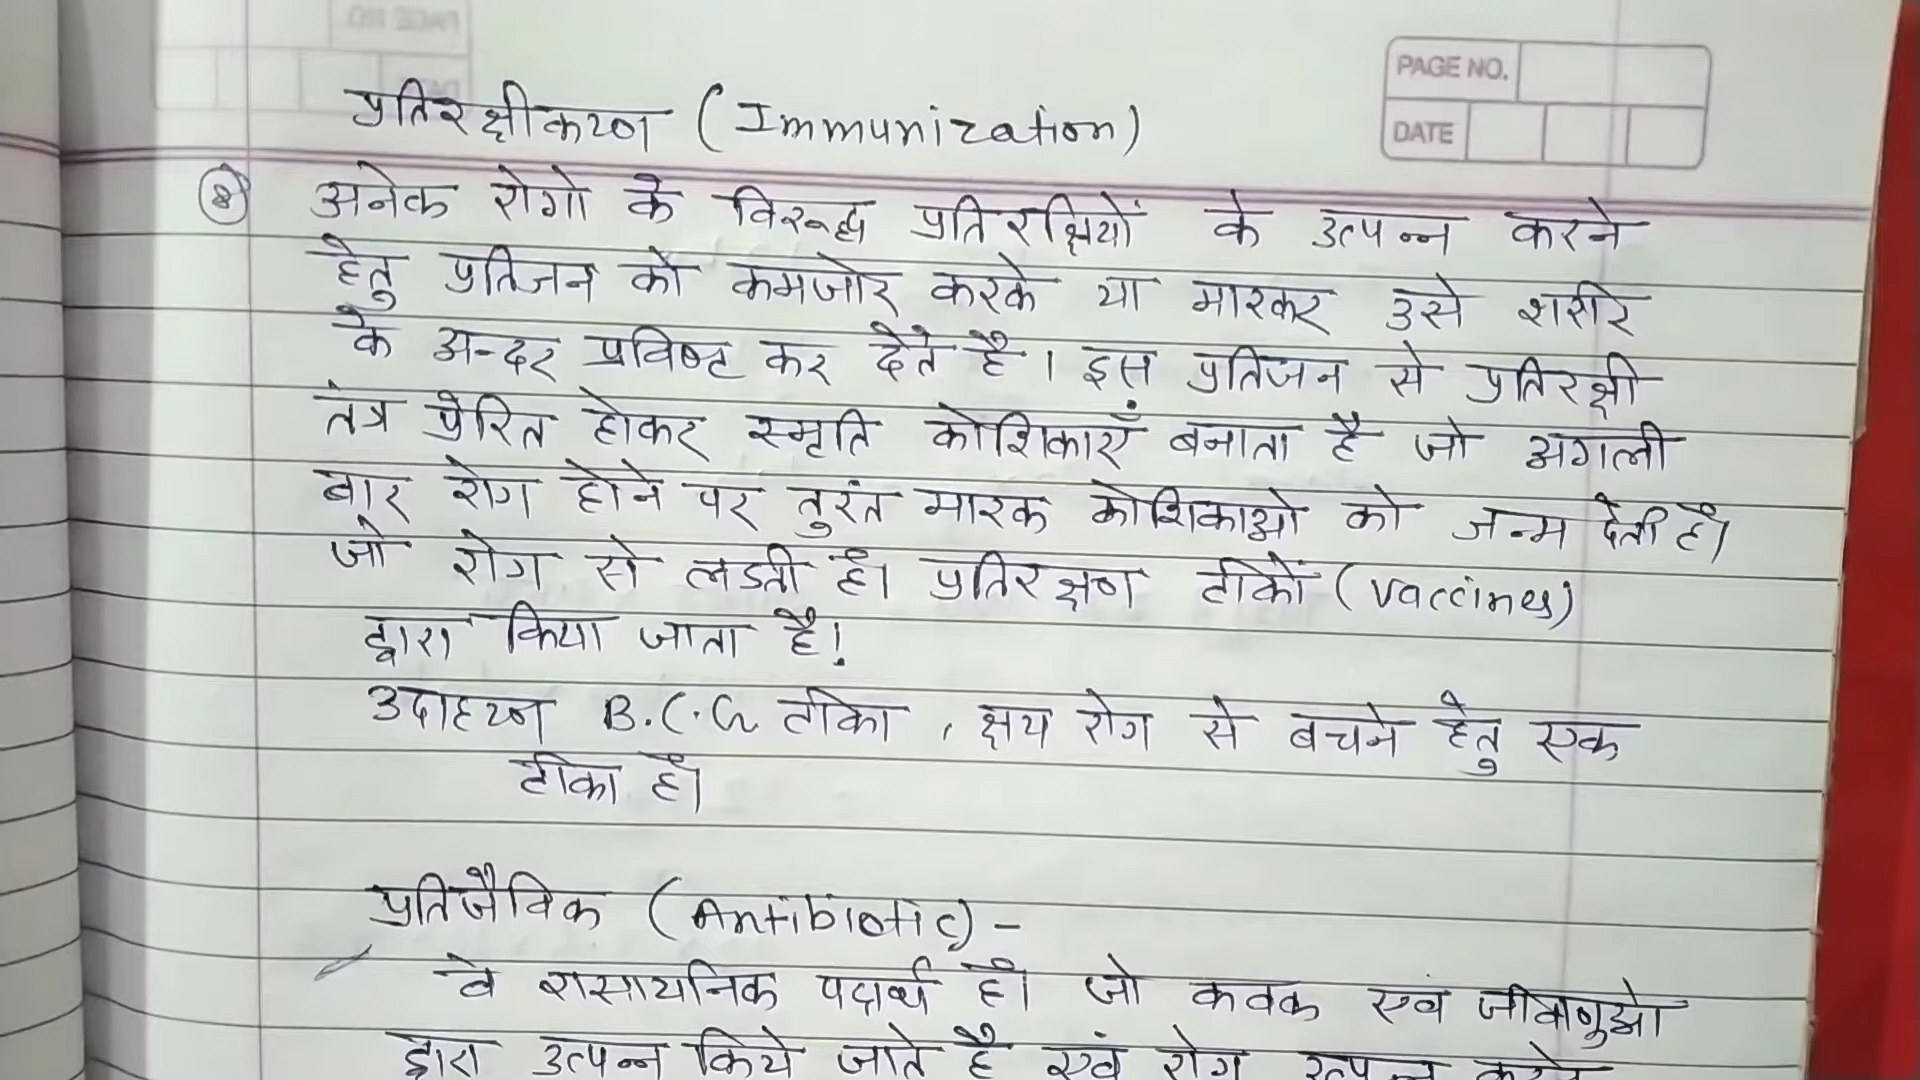 PAGE NO.
DATE
प्रतिरक्षीकरण (Immunization)
अनेक रोगो के विरूद्ध प्रतिरक्षियों के उत्पन्न करने
हेतु प्रतिजन को कमजोर करके या मारकर उसे शरीर
के अन्दर प्रविष्ट कर देते है । इस प्रतिजन से प्रतिरक्षी
तंत्र प्रेरित होकर स्मृति कोशिकाएँ बनाता है जो अगली
बार रोग होने पर तुरंत मारक कोशिकाओ को जन्म देती है।
जो रोग से लडती है। प्रतिरक्षण टीकों (Vaccines)
द्वारा किया जाता है।
उदाहरण B.C.G टीका , क्षय रोग से बचने हेतु एक
टीका है।
प्रतिजैविक (Antibiotic) -
वे रासायनिक पदार्थ है। जो कवक एवं जीवाणुओ
द्वारा उत्पन्न किये जाते है एवं रोग